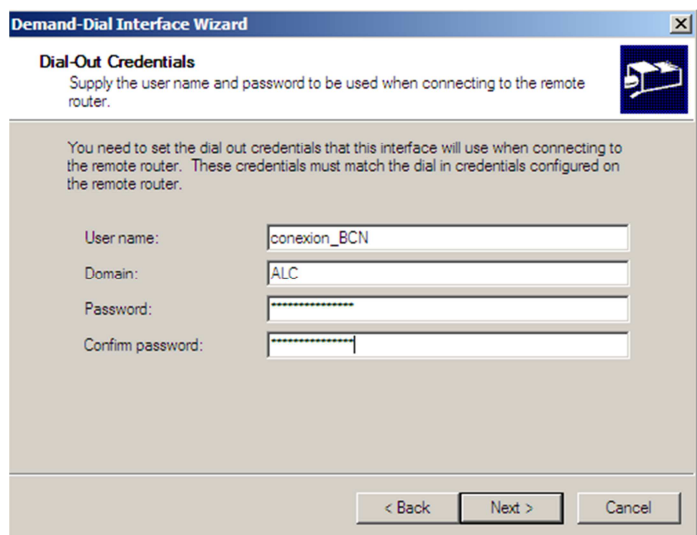 Demand-Dial Interface Wizard
Dial-Out Credentials
Supply the user name and password to be used when connecting to the remote
router.
You need to set the dial out credentials that this interface will use when connecting to
the remote router. These credentials must match the dial in credentials configured on
the remote router.
User name: conexion_BCN
Domain: ALC
Password: ***************
Confirm password: ***************
< Back Next > Cancel